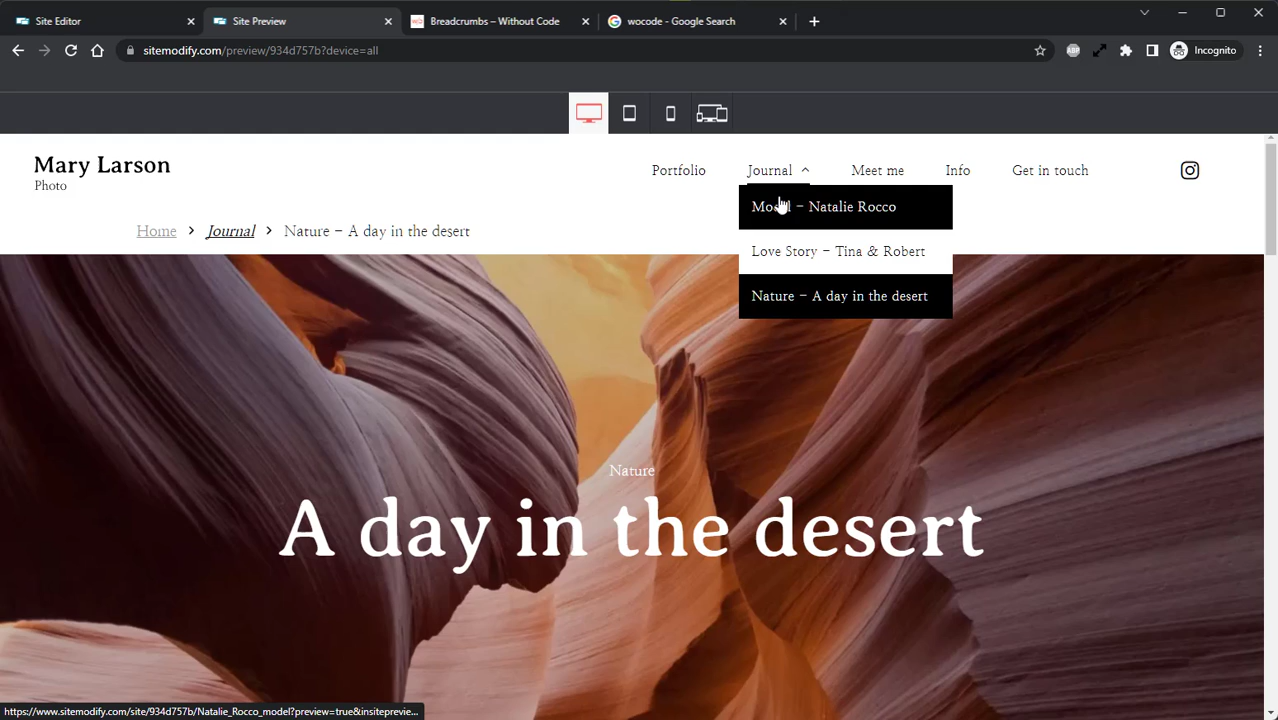 Site Editor
Site Preview
Breadcrumbs – Without Code
wocode - Google Search
sitemodify.com/preview/934d757b?device=all
ABP
Incognito
Mary Larson
Photo
Portfolio
Journal
Meet me
Info
Get in touch
Model – Natalie Rocco
Love Story – Tina & Robert
Nature – A day in the desert
Home > Journal > Nature – A day in the desert
Nature
A day in the desert
https://www.sitemodify.com/site/934d757b/Natalie_Rocco_model?preview=true&insiteprevie...